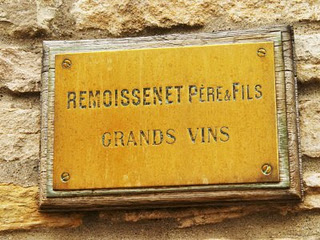 REMOISSENET PÈRE & FILS
GRANDS VINS